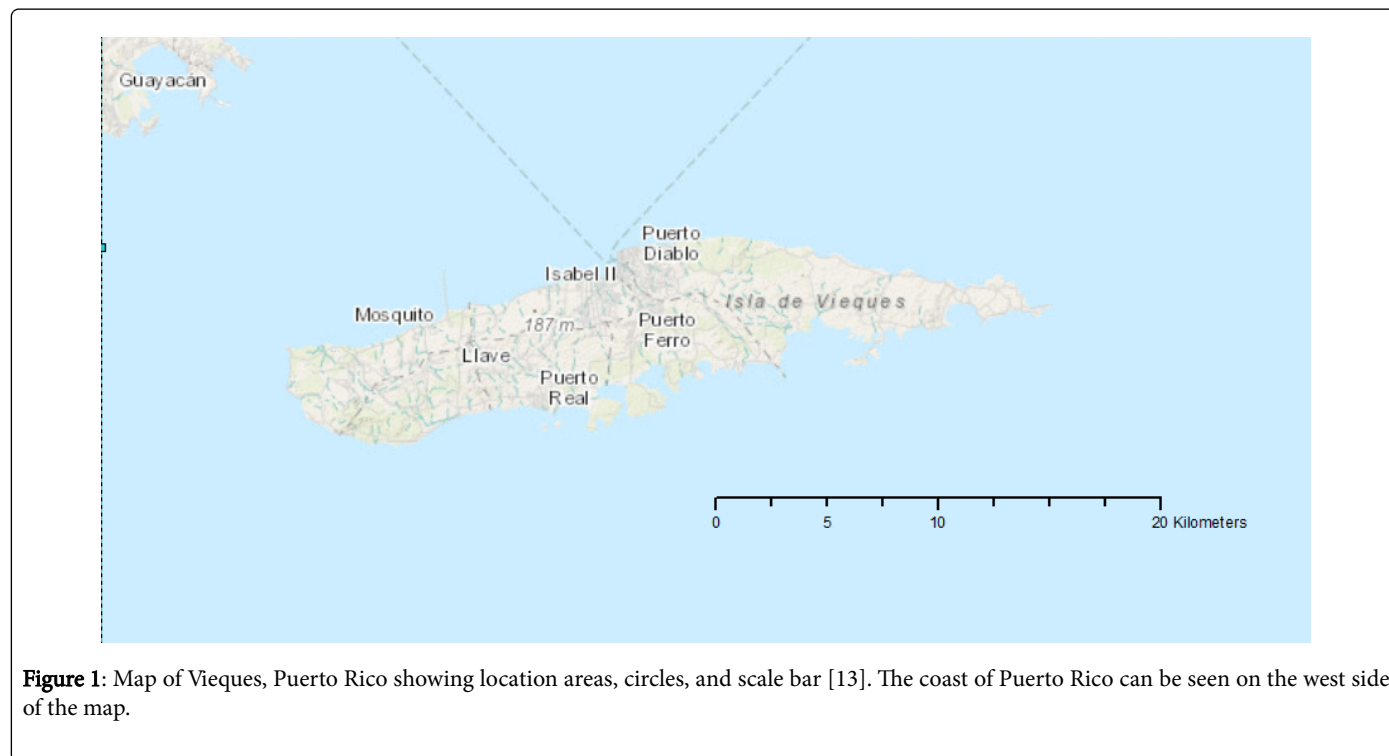 Guayacán
Puerto
Diablo
Isabel II
Isla de Vieques
Mosquito
187 m
Puerto
Ferro
Llave
Puerto
Real
0 5 10 20 Kilometers
Figure 1: Map of Vieques, Puerto Rico showing location areas, circles, and scale bar [13]. The coast of Puerto Rico can be seen on the west side
of the map.